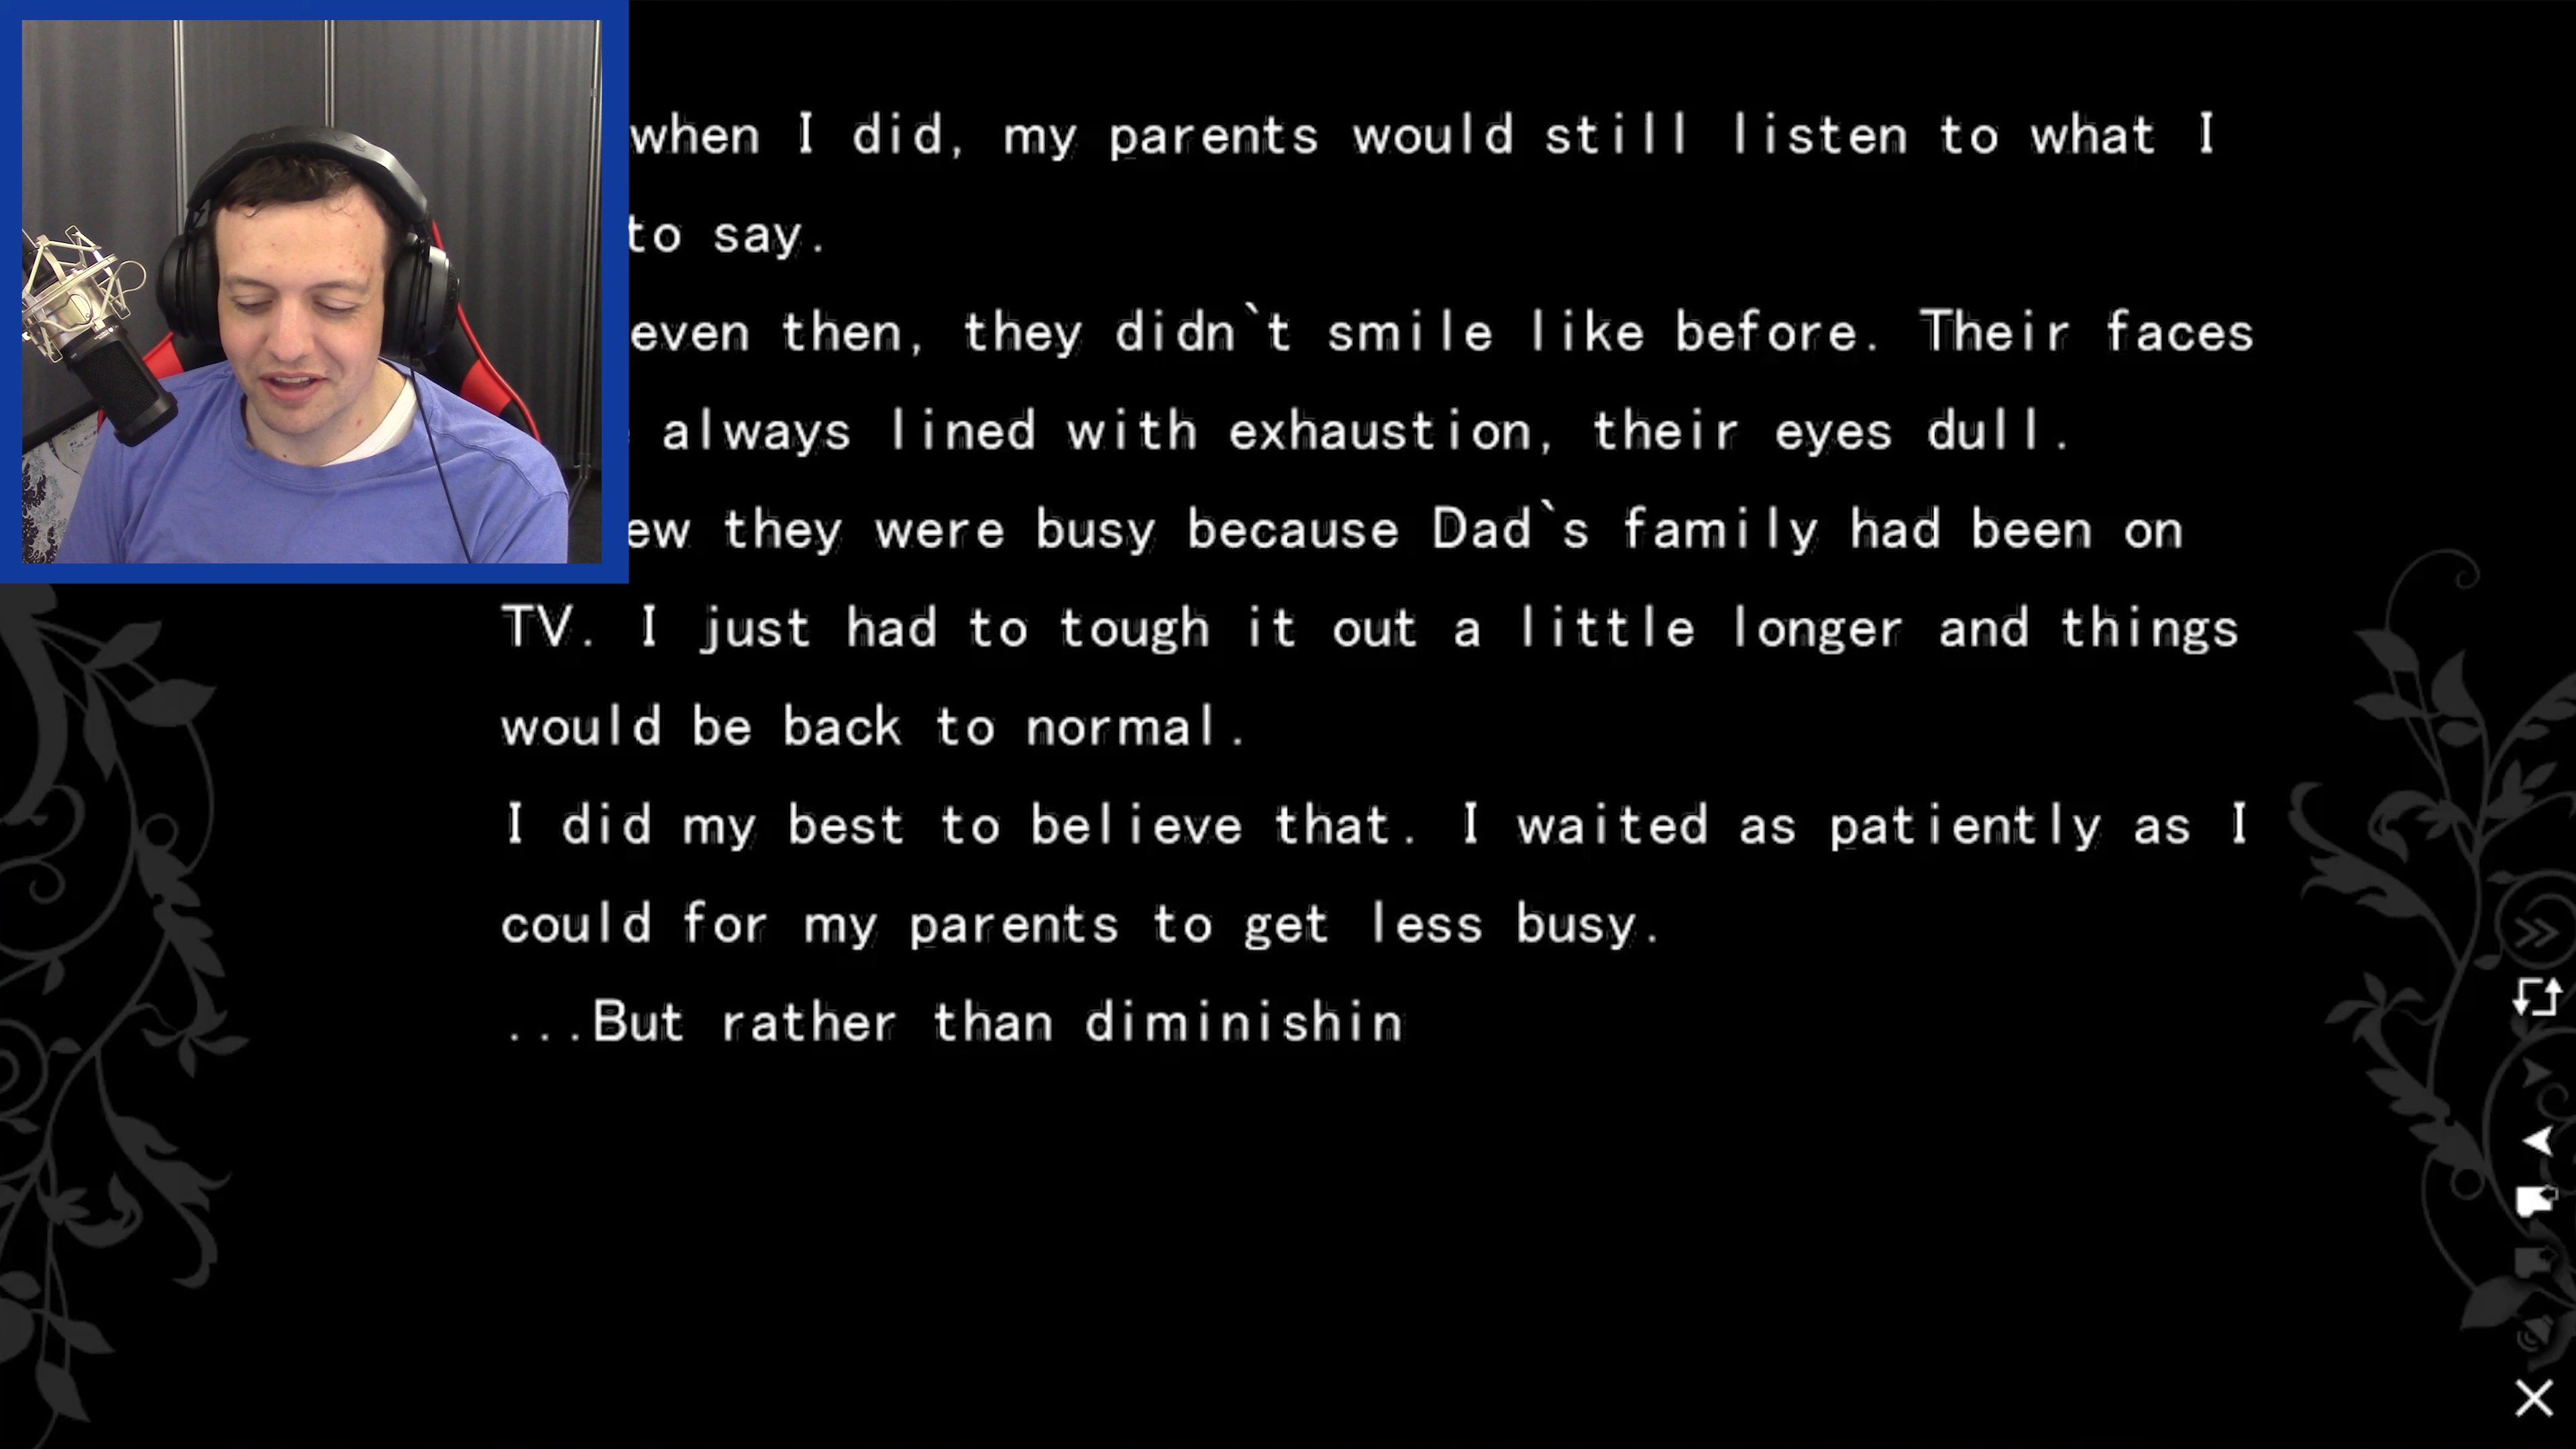 when I did, my parents would still listen to what I
to say.
even then, they didn`t smile like before. Their faces
always lined with exhaustion, their eyes dull.
ew they were busy because Dad`s family had been on
TV. I just had to tough it out a little longer and things
would be back to normal.
I did my best to believe that. I waited as patiently as I
could for my parents to get less busy.
...But rather than diminishin